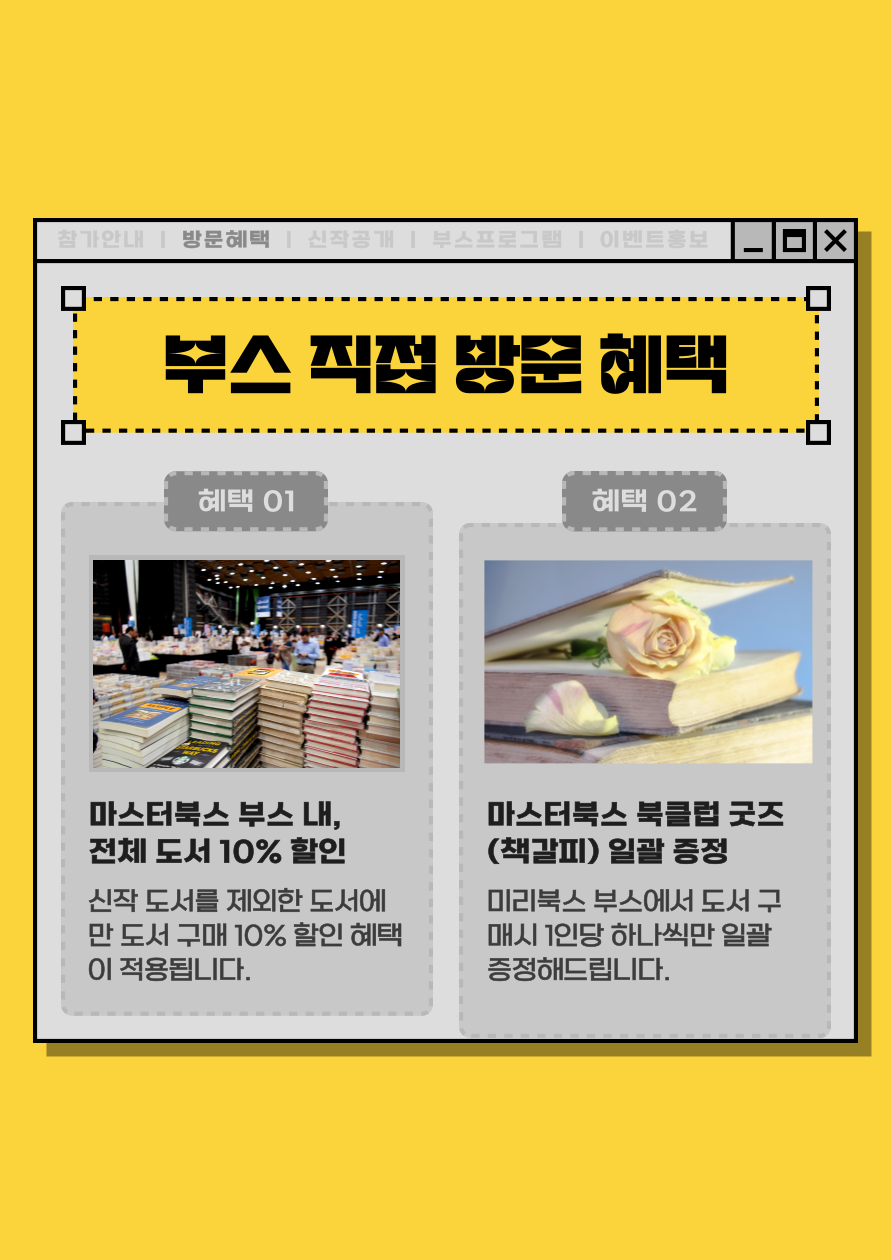 참가안내 | 방문혜택 | 신작공개 | 부스프로그램 | 이벤트홍보
부스 직접 방문 혜택
혜택 01
마스터북스 부스 내,
전체 도서 10% 할인
신작 도서를 제외한 도서에
만 도서 구매 10% 할인 혜택
이 적용됩니다.
혜택 02
마스터북스 북클럽 굿즈
(책갈피) 일괄 증정
미리북스 부스에서 도서 구
매시 1인당 하나씩만 일괄
증정해드립니다.